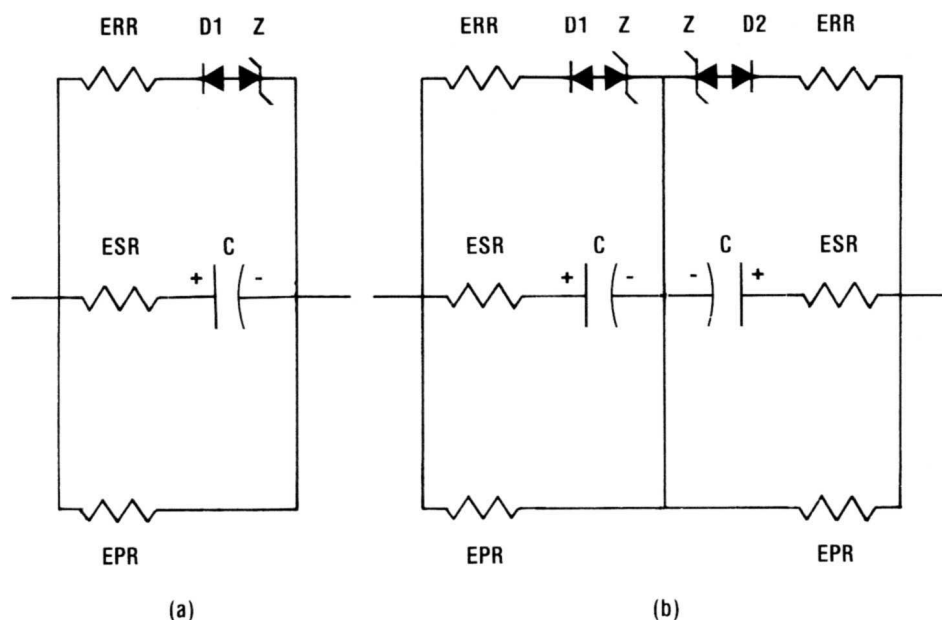 ERR D1 Z ERR D1 Z Z D2 ERR
ESR C ESR C C ESR
+ - + - - +
EPR EPR EPR
(a) (b)